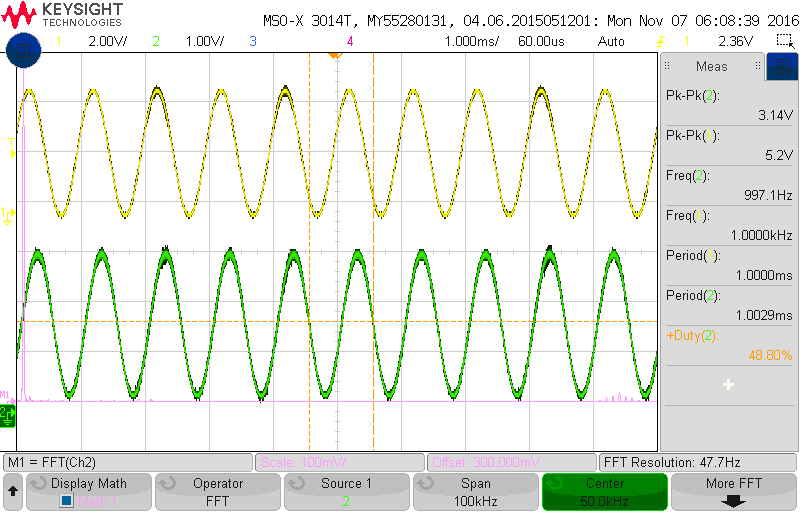 KEYSIGHT
TECHNOLOGIES
MSO-X 3014T, MY55280131, 04.06.2015051201: Mon Nov 07 06:08:39 2016
1 2.00V/ 2 1.00V/ 3 4 1.000ms/ 60.00us Auto 1 2.36V
Meas
Pk-Pk(2):
3.14V
Pk-Pk( ):
5.2V
Freq(2):
997.1Hz
Freq( ):
1.0000kHz
Period(1):
1.0000ms
Period(2):
1.0029ms
+Duty(2):
48.80%
T
1
M1
2
M1 = FFT(Ch2)
Scale: 100mV/
Offset: 300.000mV
FFT Resolution: 47.7Hz
Display Math
Math 1
Operator
FFT
Source 1
2
Span
100kHz
Center
50.0kHz
More FFT